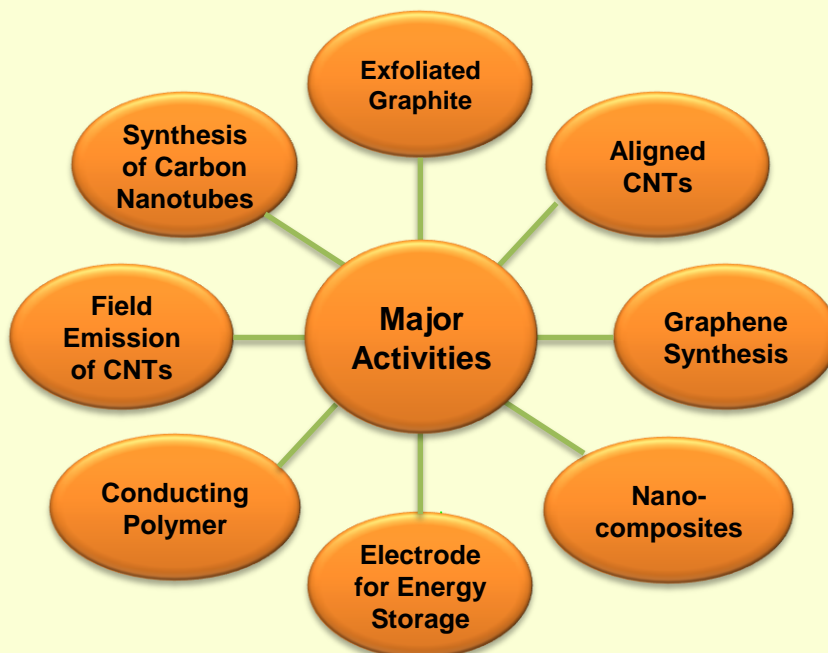 Exfoliated
Graphite
Synthesis
of Carbon
Nanotubes
Aligned
CNTs
Field
Emission
of CNTs
Major
Activities
Graphene
Synthesis
Conducting
Polymer
Nano-
composites
Electrode
for Energy
Storage